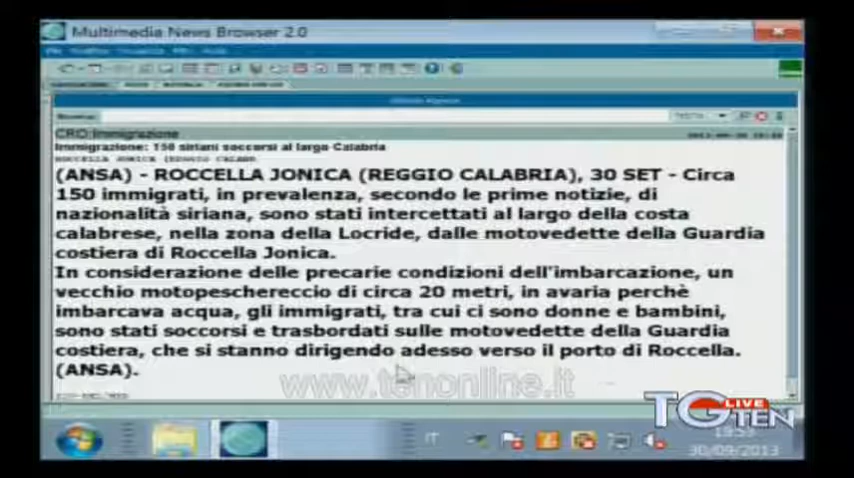 Multimedia News Browser 2.0
CRO:Immigrazione
Immigrazione: 150 siriani soccorsi al largo Calabria
(ANSA) - ROCCELLA JONICA (REGGIO CALABRIA), 30 SET - Circa
150 immigrati, in prevalenza, secondo le prime notizie, di
nazionalità siriana, sono stati intercettati al largo della costa
calabrese, nella zona della Locride, dalle motovedette della Guardia
costiera di Roccella Jonica.
In considerazione delle precarie condizioni dell'imbarcazione, un
vecchio motopeschereccio di circa 20 metri, in avaria perchè
imbarcava acqua, gli immigrati, tra cui ci sono donne e bambini,
sono stati soccorsi e trasbordati sulle motovedette della Guardia
costiera, che si stanno dirigendo adesso verso il porto di Roccella.
(ANSA).
www.tenonline.it
TG LIVE TEN
IT
30/09/2013